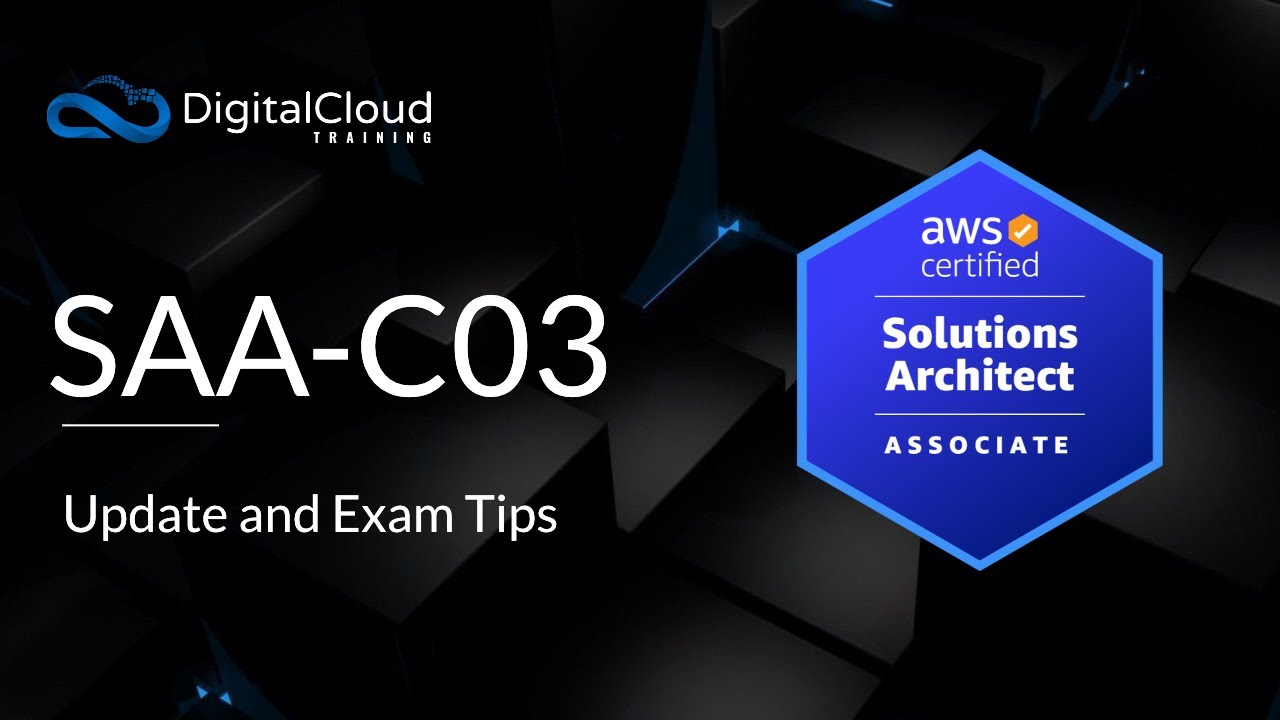 DigitalCloud
TRAINING
SAA-C03
Update and Exam Tips
aws
certified
Solutions
Architect
ASSOCIATE